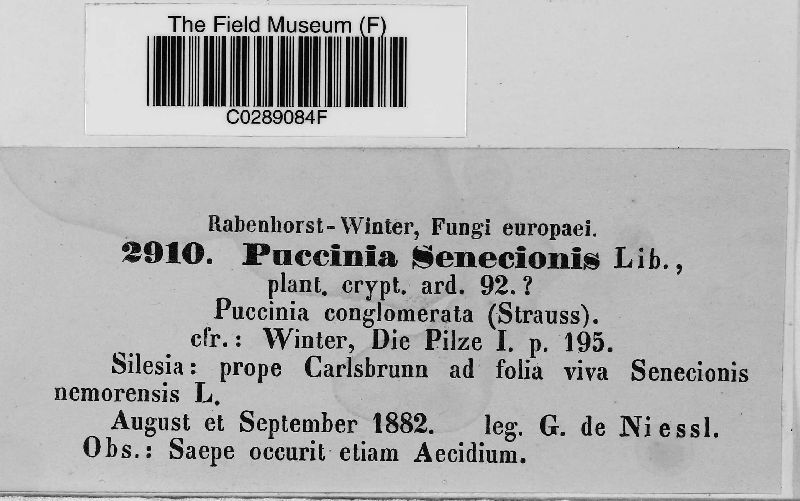 The Field Museum (F)
C0289084F
Rabenhorst-Winter, Fungi europaei.
2910. Puccinia Senecionis Lib.,
plant. crypt. ard. 92.?
Puccinia conglomerata (Strauss).
cfr.: Winter, Die Pilze I. p. 195.
Silesia: prope Carlsbrunn ad folia viva Senecionis
nemorensis L.
August et September 1882. leg. G. de Niessl.
Obs.: Saepe occurit etiam Aecidium.